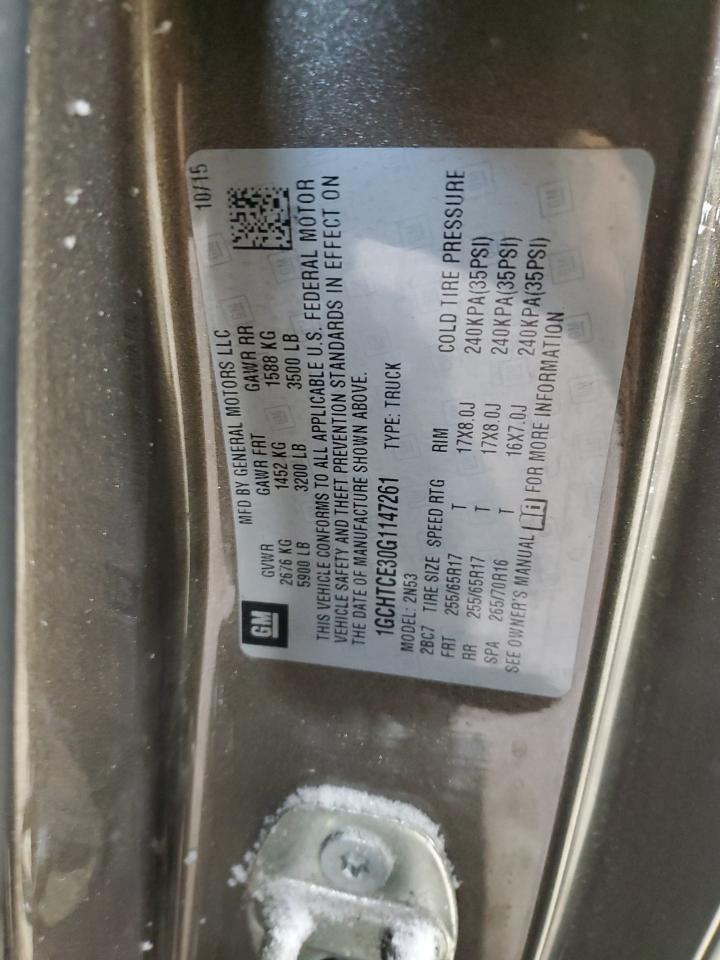 GM
MFD BY GENERAL MOTORS LLC
10/15
GVWR GAWR FRT GAWR RR
2676 KG 1452 KG 1588 KG
5900 LB 3200 LB 3500 LB
THIS VEHICLE CONFORMS TO ALL APPLICABLE U.S. FEDERAL MOTOR
VEHICLE SAFETY AND THEFT PREVENTION STANDARDS IN EFFECT ON
THE DATE OF MANUFACTURE SHOWN ABOVE.
1GCHTCE30G1147261 TYPE: TRUCK
MODEL: 2N53
2BC7 TIRE SIZE SPEED RTG RIM COLD TIRE PRESSURE
FRT 255/65R17 T 17X8.0J 240KPA(35PSI)
RR 255/65R17 T 17X8.0J 240KPA(35PSI)
SPA 265/70R16 T 16X7.0J 240KPA(35PSI)
SEE OWNER'S MANUAL i FOR MORE INFORMATION